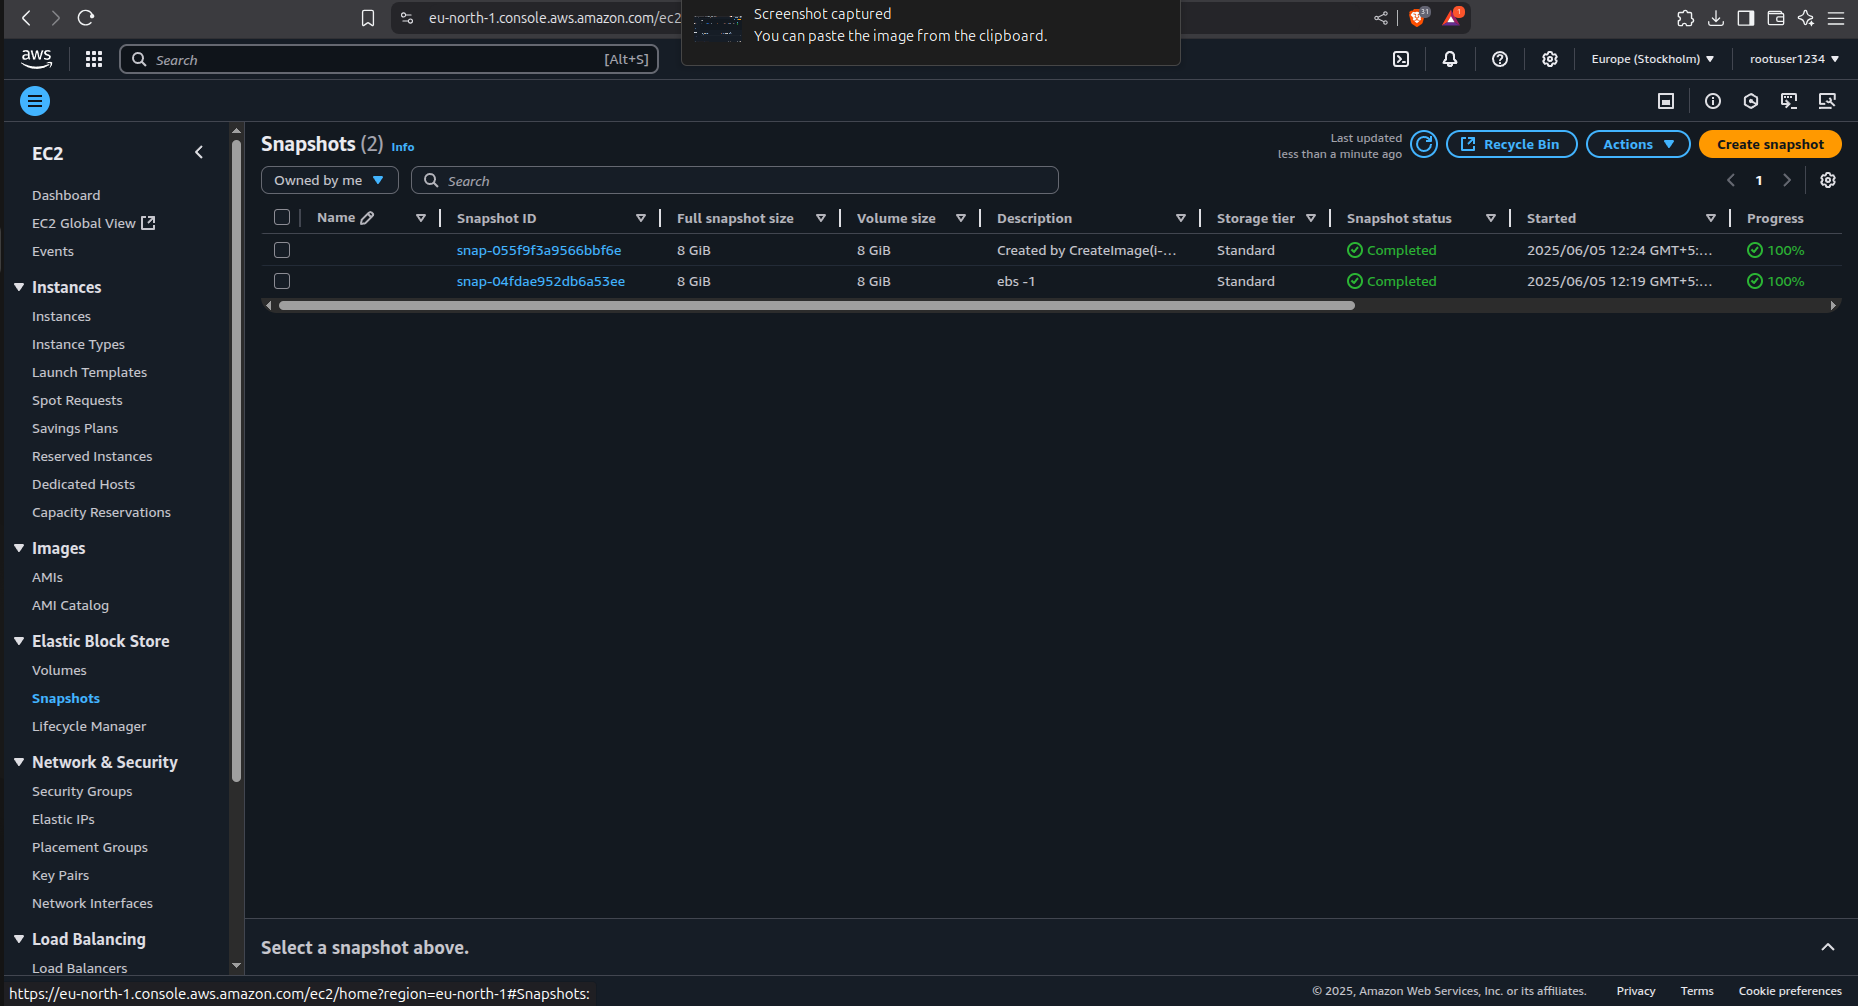 eu-north-1.console.aws.amazon.com/ec2
Screenshot captured
You can paste the image from the clipboard.
31
1
aws
Search
[Alt+S]
Europe (Stockholm)
rootuser1234
EC2
Dashboard
EC2 Global View
Events
Instances
Instances
Instance Types
Launch Templates
Spot Requests
Savings Plans
Reserved Instances
Dedicated Hosts
Capacity Reservations
Images
AMIs
AMI Catalog
Elastic Block Store
Volumes
Snapshots
Lifecycle Manager
Network & Security
Security Groups
Elastic IPs
Placement Groups
Key Pairs
Network Interfaces
Load Balancing
Load Balancers
Snapshots (2) Info
Last updated
less than a minute ago
Recycle Bin
Actions
Create snapshot
Owned by me
Search
1
Name Snapshot ID Full snapshot size Volume size Description Storage tier Snapshot status Started Progress
snap-055f9f3a9566bbf6e 8 GiB 8 GiB Created by CreateImage(i-... Standard Completed 2025/06/05 12:24 GMT+5:... 100%
snap-04fdae952db6a53ee 8 GiB 8 GiB ebs -1 Standard Completed 2025/06/05 12:19 GMT+5:... 100%
Select a snapshot above.
https://eu-north-1.console.aws.amazon.com/ec2/home?region=eu-north-1#Snapshots:
© 2025, Amazon Web Services, Inc. or its affiliates. Privacy Terms Cookie preferences